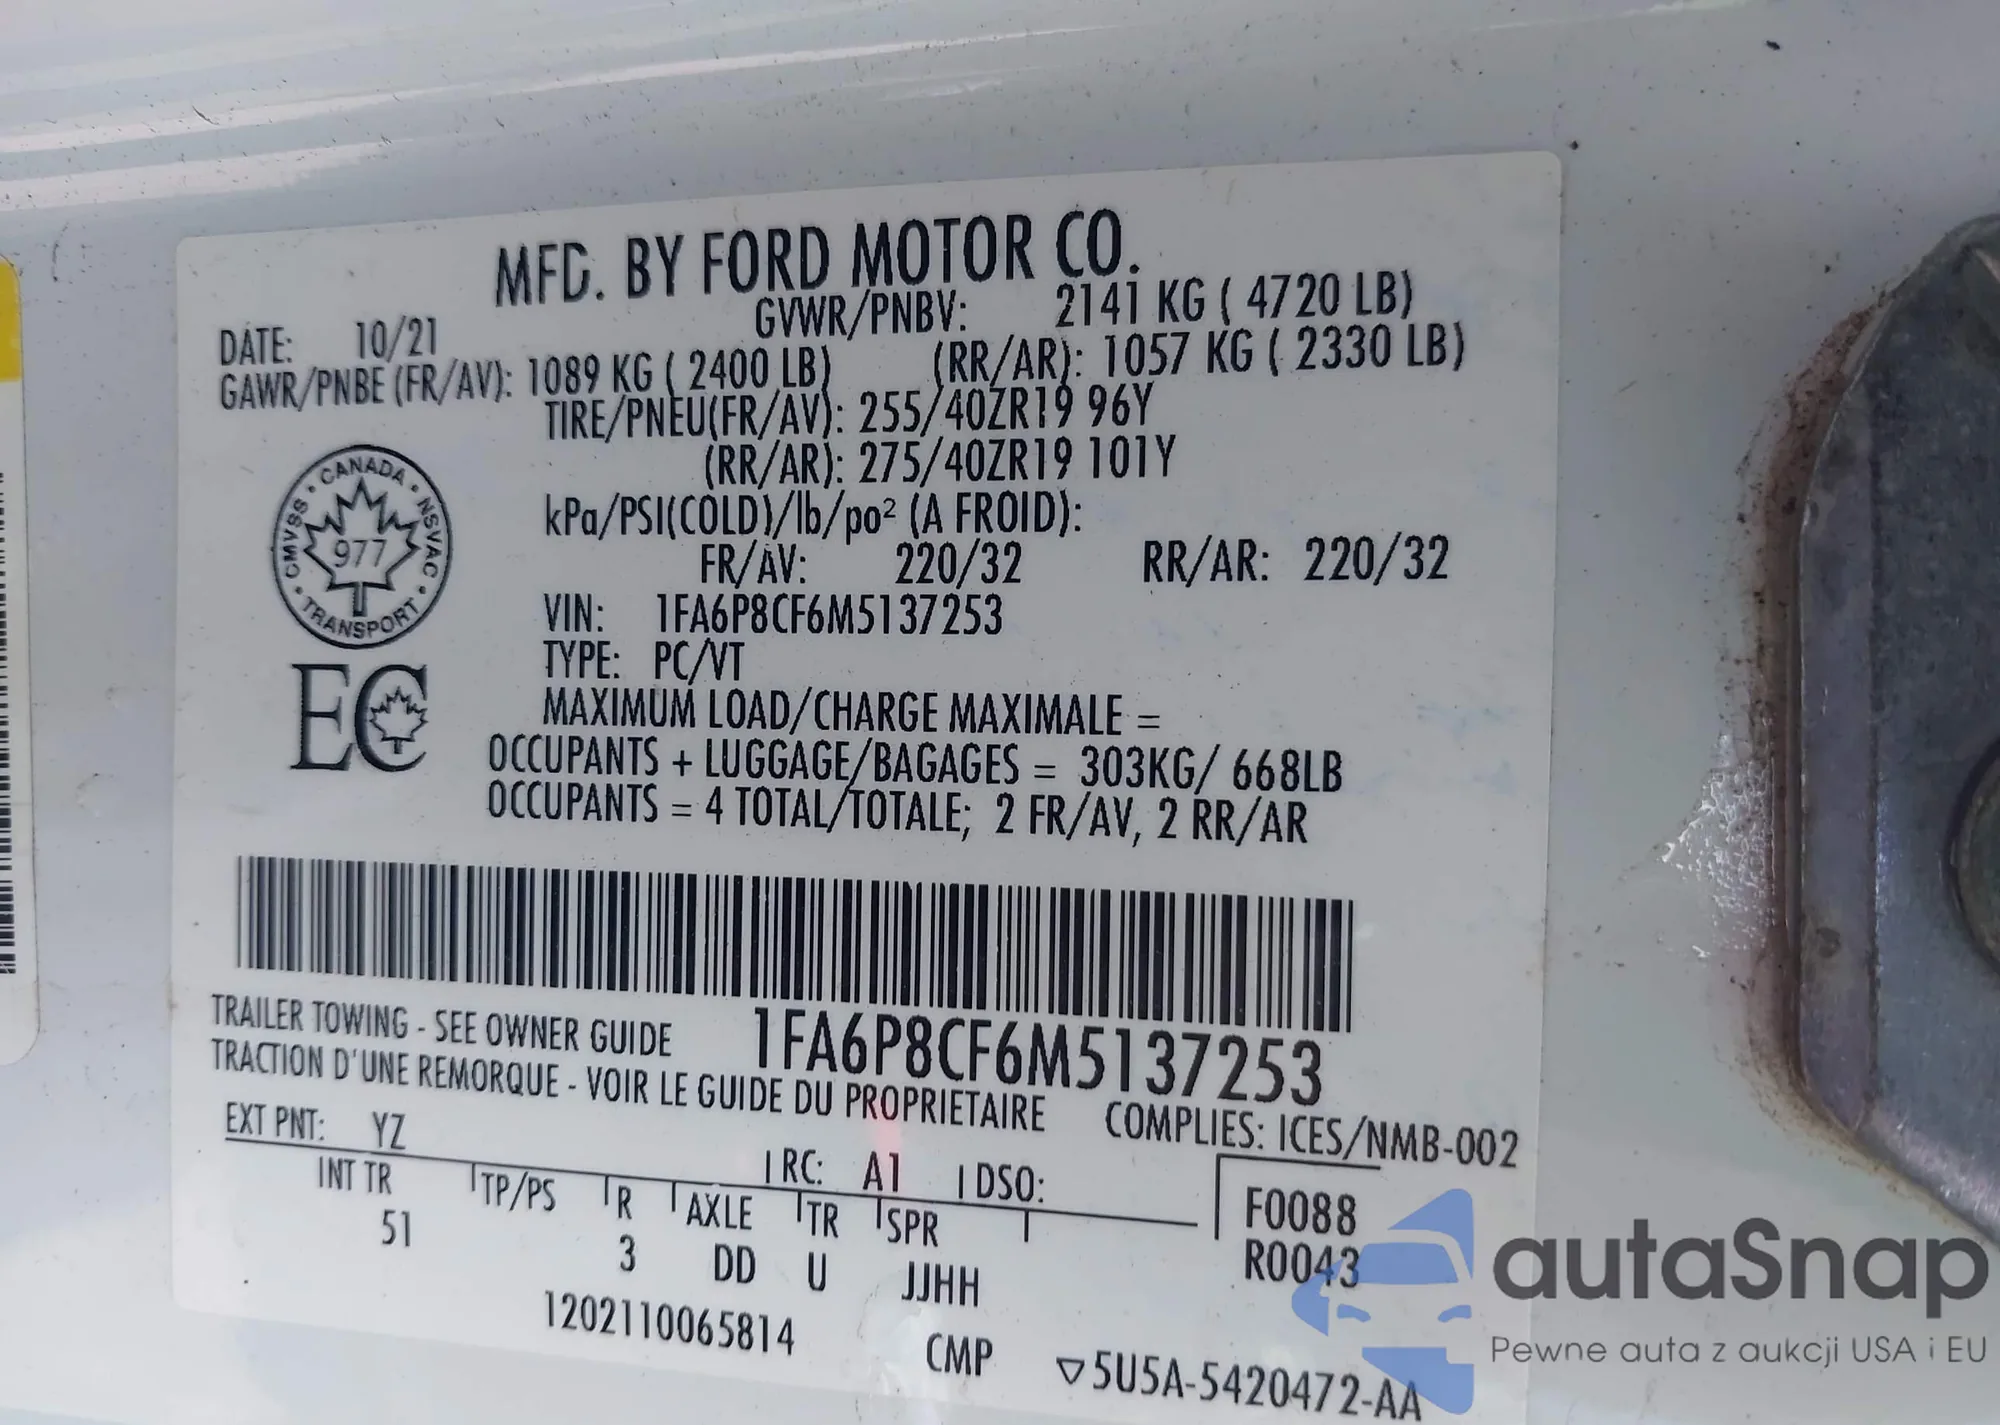 MFD. BY FORD MOTOR CO.
DATE: 10/21 GVWR/PNBV: 2141 KG ( 4720 LB)
GAWR/PNBE (FR/AV): 1089 KG ( 2400 LB) (RR/AR): 1057 KG ( 2330 LB)
TIRE/PNEU(FR/AV): 255/40ZR19 96Y
(RR/AR): 275/40ZR19 101Y
kPa/PSI(COLD)/lb/po² (A FROID):
FR/AV: 220/32 RR/AR: 220/32
VIN: 1FA6P8CF6M5137253
TYPE: PC/VT
MAXIMUM LOAD/CHARGE MAXIMALE =
OCCUPANTS + LUGGAGE/BAGAGES = 303KG/ 668LB
OCCUPANTS = 4 TOTAL/TOTALE; 2 FR/AV, 2 RR/AR
CANADA • NSVAC • TRANSPORT • CMVSS •
977
EC
1FA6P8CF6M5137253
TRAILER TOWING - SEE OWNER GUIDE
TRACTION D'UNE REMORQUE - VOIR LE GUIDE DU PROPRIETAIRE
COMPLIES: ICES/NMB-002
EXT PNT: YZ RC: A1 DSO:
INT TR TP/PS R AXLE TR SPR
51 3 DD U JJHH
F0088
R0043
1202110065814
CMP ▽5U5A-5420472-AA
autaSnap
Pewne auta z aukcji USA i EU